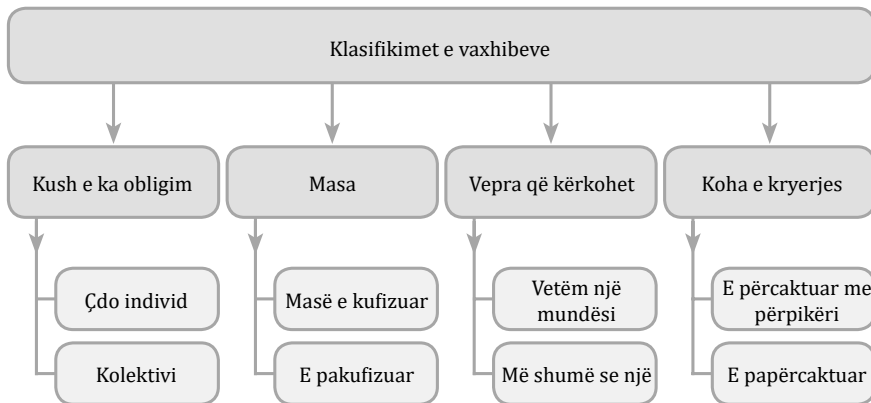 Klasifikimet e vaxhibeve
Kush e ka obligim
Masa
Vepra që kërkohet
Koha e kryerjes
Çdo individ
Masë e kufizuar
Vetëm një
mundësi
E përcaktuar me
përpikëri
Kolektivi
E pakufizuar
Më shumë se një
E papërcaktuar